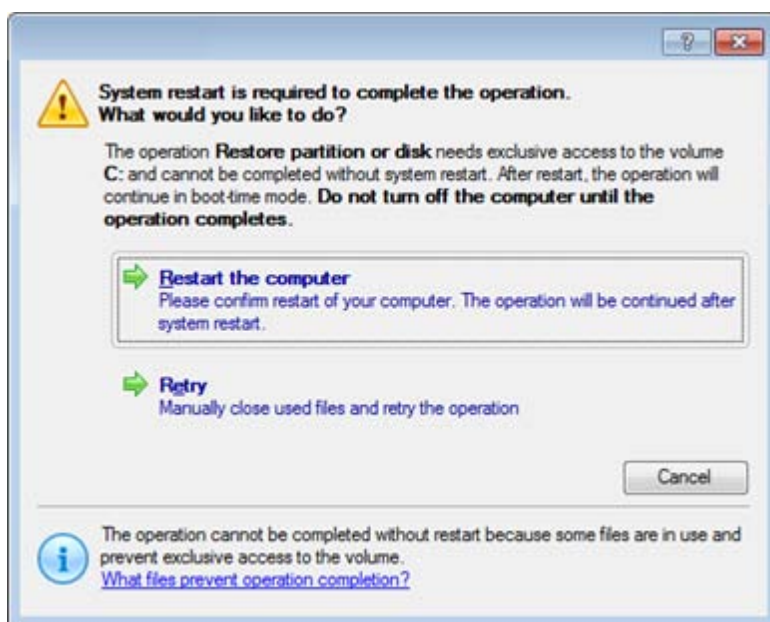 System restart is required to complete the operation.
What would you like to do?
The operation Restore partition or disk needs exclusive access to the volume
C: and cannot be completed without system restart. After restart, the operation will
continue in boot-time mode. Do not turn off the computer until the
operation completes.
Restart the computer
Please confirm restart of your computer. The operation will be continued after
system restart.
Retry
Manually close used files and retry the operation
Cancel
The operation cannot be completed without restart because some files are in use and
prevent exclusive access to the volume.
What files prevent operation completion?